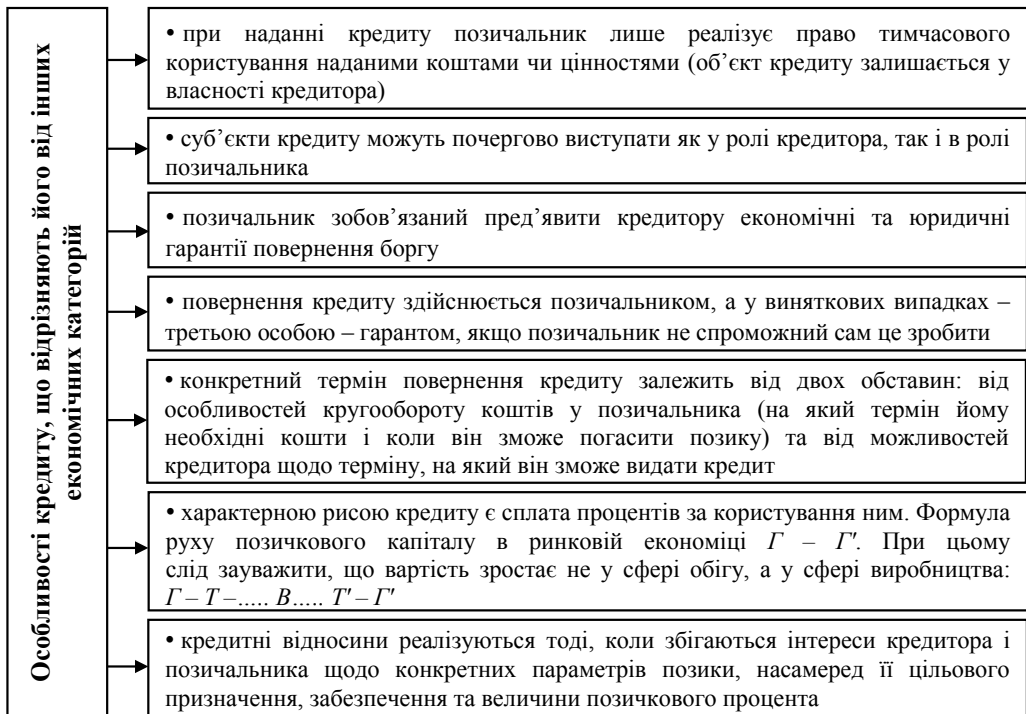 Особливості кредиту, що відрізняють його від інших
економічних категорій
• при наданні кредиту позичальник лише реалізує право тимчасового
користування наданими коштами чи цінностями (об’єкт кредиту залишається у
власності кредитора)
• суб’єкти кредиту можуть почергово виступати як у ролі кредитора, так і в ролі
позичальника
• позичальник зобов’язаний пред’явити кредитору економічні та юридичні
гарантії повернення боргу
• повернення кредиту здійснюється позичальником, а у виняткових випадках –
третьою особою – гарантом, якщо позичальник не спроможний сам це зробити
• конкретний термін повернення кредиту залежить від двох обставин: від
особливостей кругообороту коштів у позичальника (на який термін йому
необхідні кошти і коли він зможе погасити позику) та від можливостей
кредитора щодо терміну, на який він зможе видати кредит
• характерною рисою кредиту є сплата процентів за користування ним. Формула
руху позичкового капіталу в ринковій економіці Г – Г'. При цьому
слід зауважити, що вартість зростає не у сфері обігу, а у сфері виробництва:
Г – Т –..... В..... Т' – Г'
• кредитні відносини реалізуються тоді, коли збігаються інтереси кредитора і
позичальника щодо конкретних параметрів позики, насамеред її цільового
призначення, забезпечення та величини позичкового процента